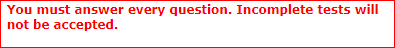 You must answer every question. Incomplete tests will
not be accepted.